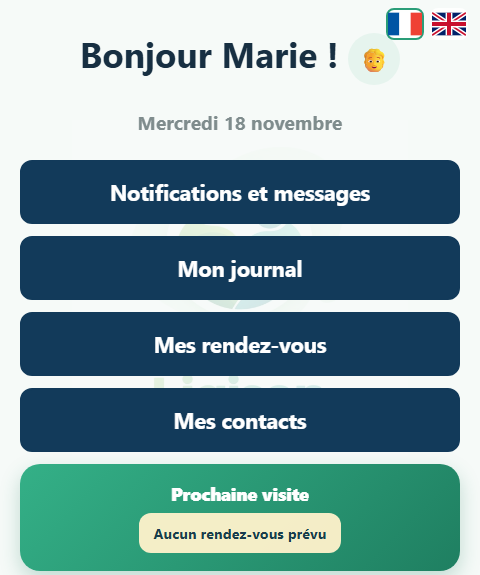 Bonjour Marie !
Mercredi 18 novembre
Notifications et messages
Mon journal
Mes rendez-vous
Mes contacts
Prochaine visite
Aucun rendez-vous prévu